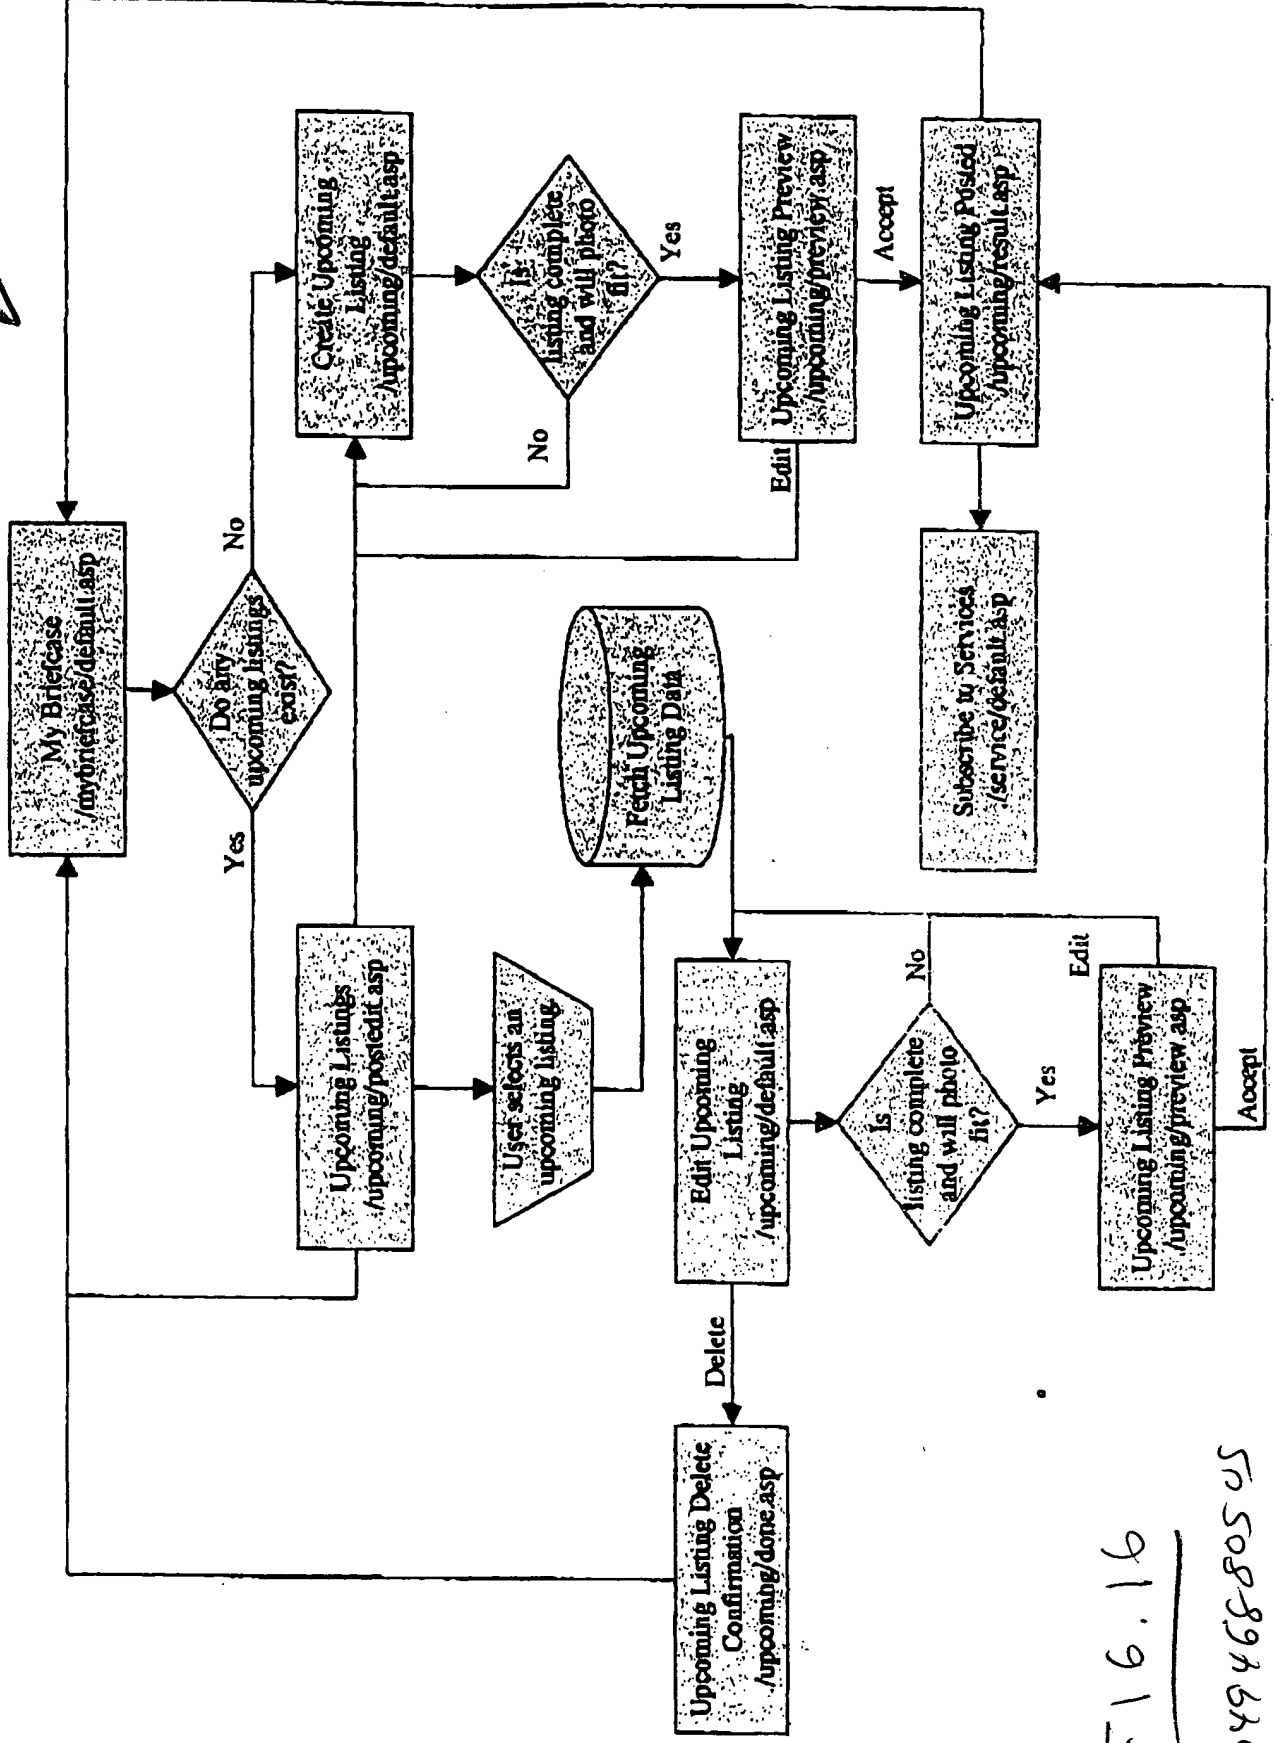 My Briefcase
/mybriefcase/default.asp
Do any
upcoming listings
exist?
Yes
No
Upcoming Listings
/upcoming/postedit.asp
Create Upcoming
Listing
/upcoming/default.asp
User selects an
upcoming listing
Is
listing complete
and will photo
fit?
No
Yes
Fetch Upcoming
Listing Data
Upcoming Listing Delete
Confirmation
/upcoming/done.asp
Delete
Edit Upcoming
Listing
/upcoming/default.asp
Edit
Upcoming Listing Preview
/upcoming/preview.asp
Accept
Is
listing complete
and will photo
fit?
No
Yes
Subscribe to Services
/service/default.asp
Upcoming Listing Posted
/upcoming/result.asp
Edit
Upcoming Listing Preview
/upcoming/preview.asp
Accept